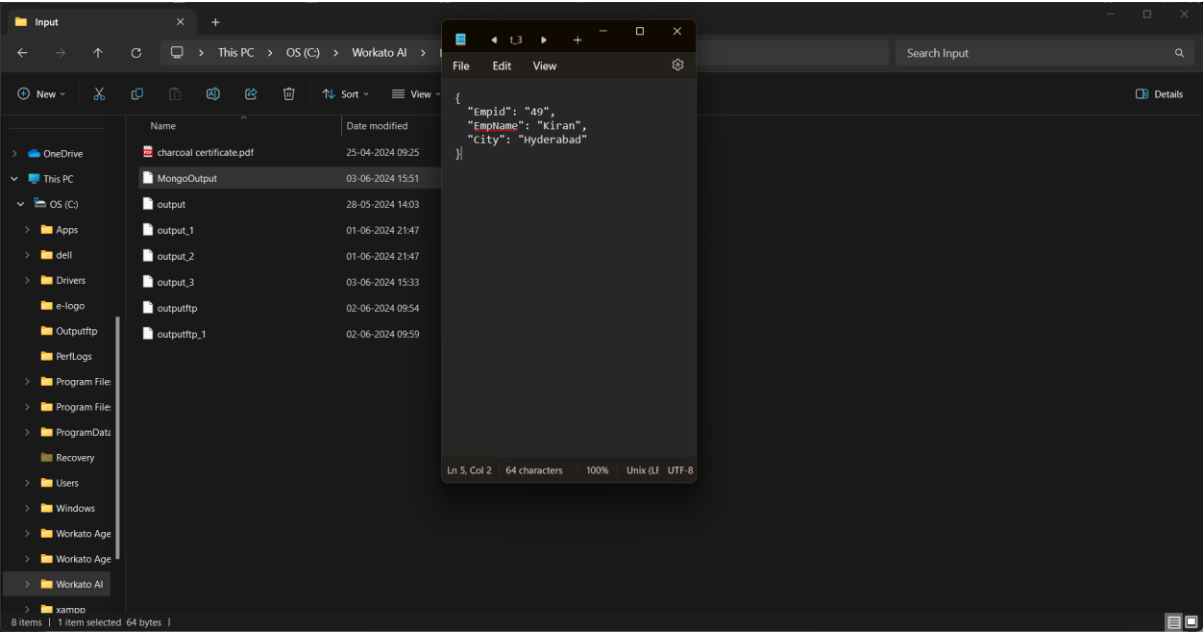 Input
This PC
OS (C:)
Workato AI
Search Input
New
Sort
View
Details
Name
Date modified
OneDrive
This PC
OS (C:)
Apps
dell
Drivers
e-logo
Outputftp
PerfLogs
Program File
Program File
ProgramData
Recovery
Users
Windows
Workato Age
Workato Age
Workato AI
xampp
charcoal certificate.pdf 25-04-2024 09:25
MongoOutput 03-06-2024 15:51
output 28-05-2024 14:03
output_1 01-06-2024 21:47
output_2 01-06-2024 21:47
output_3 03-06-2024 15:33
outputftp 02-06-2024 09:54
outputftp_1 02-06-2024 09:59
t_3
File Edit View
{
"Empid": "49",
"EmpName": "Kiran",
"City": "Hyderabad"
}
Ln 5, Col 2 64 characters 100% Unix (LF UTF-8
8 items 1 item selected 64 bytes